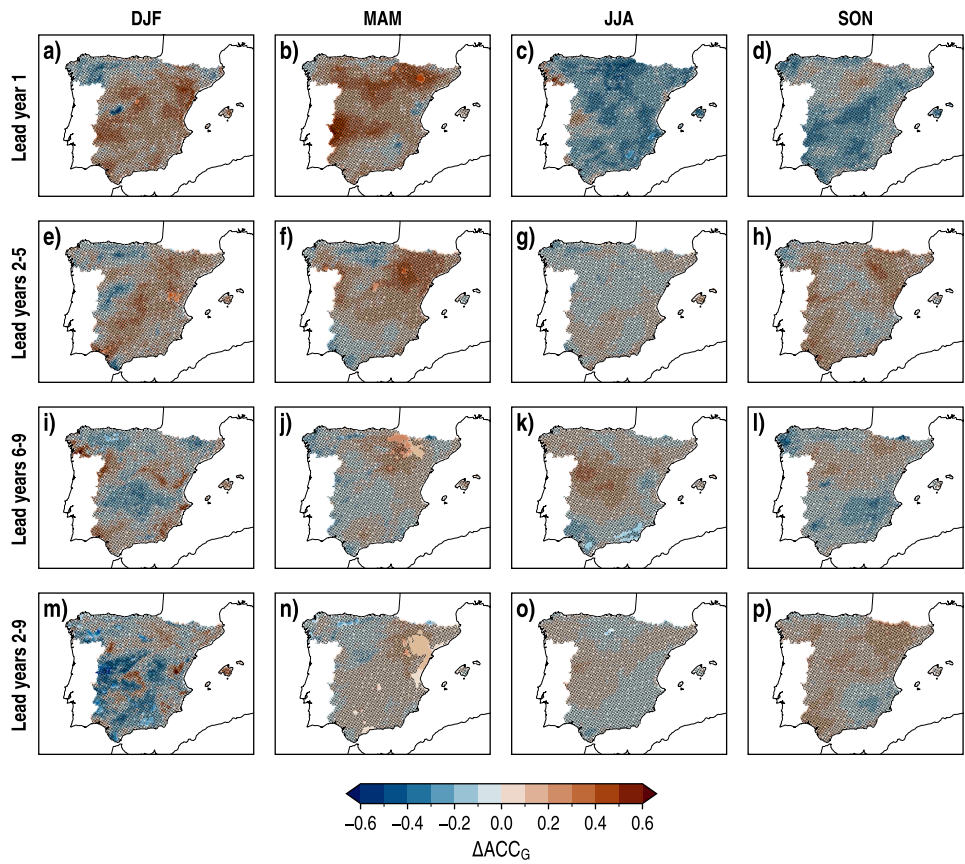 DJF MAM JJA SON
Lead year 1
a) b) c) d)
Lead years 2-5
e) f) g) h)
Lead years 6-9
i) j) k) l)
Lead years 2-9
m) n) o) p)
−0.6 −0.4 −0.2 0.0 0.2 0.4 0.6
ΔACC_G